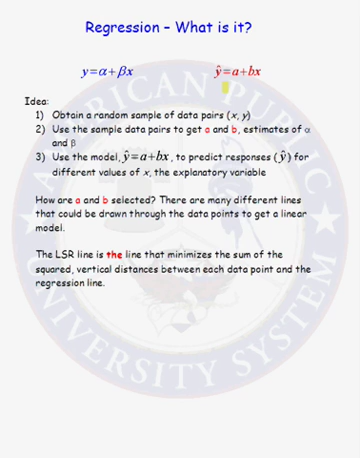 Regression – What is it?
y=α+βx ŷ=a+bx
Idea:
1) Obtain a random sample of data pairs (x, y)
2) Use the sample data pairs to get a and b, estimates of α
and β
3) Use the model, ŷ=a+bx, to predict responses (ŷ) for
different values of x, the explanatory variable
How are a and b selected? There are many different lines
that could be drawn through the data points to get a linear
model.
The LSR line is the line that minimizes the sum of the
squared, vertical distances between each data point and the
regression line.
AMERICAN PUBLIC
UNIVERSITY SYSTEM